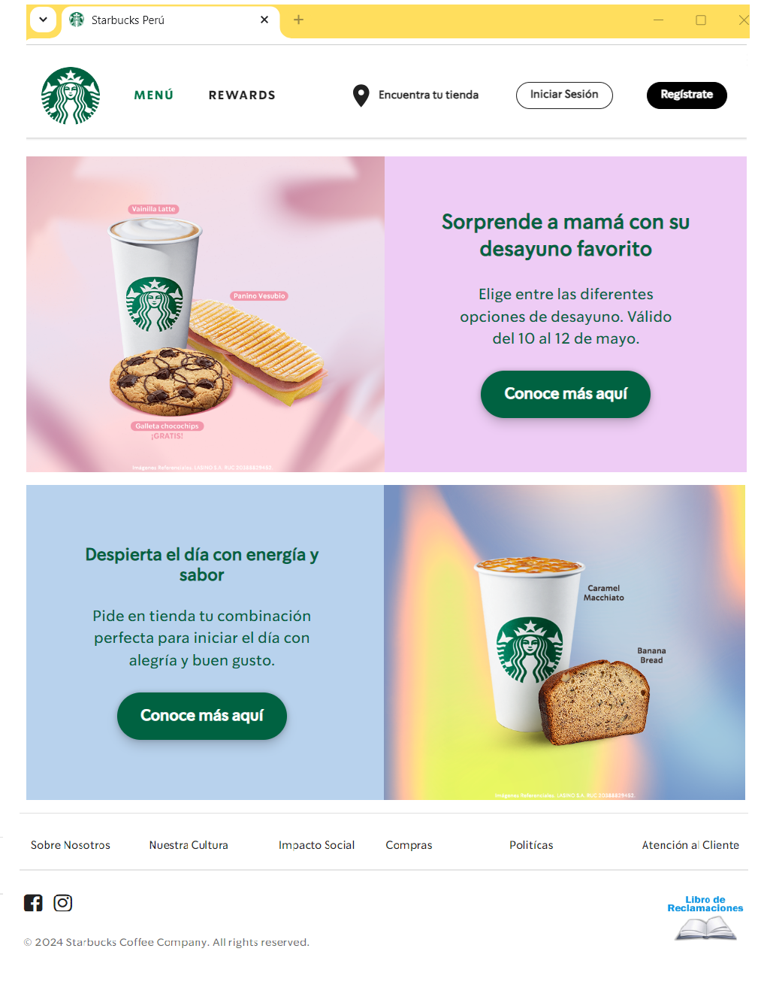 Starbucks Perú
MENÚ
REWARDS
Encuentra tu tienda
Iniciar Sesión
Regístrate
Vainilla Latte
Panino Vesubio
Galleta chocochips
¡GRATIS!
Imágenes Referenciales. LASINO S.A. RUC 20388829452.
Sorprende a mamá con su
desayuno favorito
Elige entre las diferentes
opciones de desayuno. Válido
del 10 al 12 de mayo.
Conoce más aquí
Despierta el día con energía y
sabor
Pide en tienda tu combinación
perfecta para iniciar el día con
alegría y buen gusto.
Conoce más aquí
Caramel
Macchiato
Banana
Bread
Imágenes Referenciales. LASINO S.A. RUC 20388829452.
Sobre Nosotros
Nuestra Cultura
Impacto Social
Compras
Politícas
Atención al Cliente
Libro de
Reclamaciones
© 2024 Starbucks Coffee Company. All rights reserved.